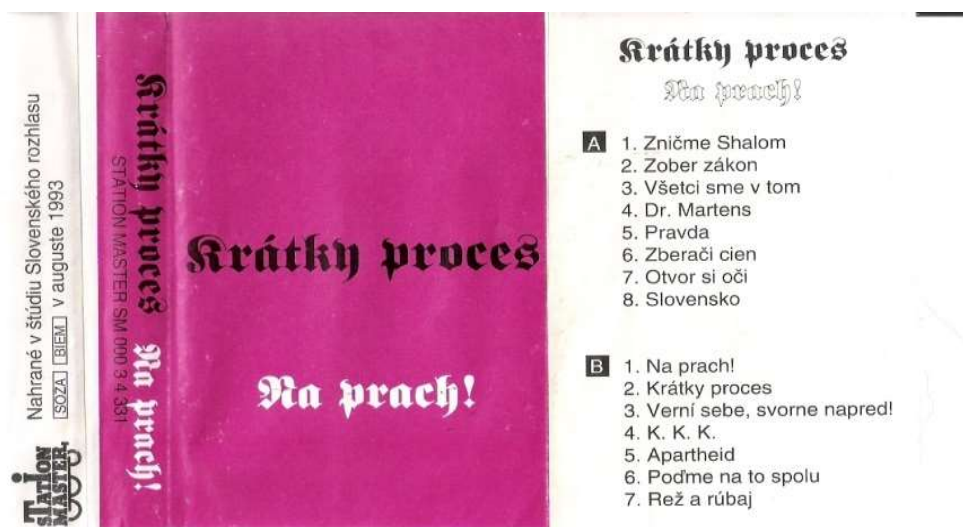 Nahrané v štúdiu Slovenského rozhlasu
SOZA BIEM v auguste 1993
STATION
MASTER
Krátky proces Na prach!
STATION MASTER SM 000 3 4 331
Krátky proces
Na prach!
Krátky proces
Na prach!
A 1. Zničme Shalom
2. Zober zákon
3. Všetci sme v tom
4. Dr. Martens
5. Pravda
6. Zberači cien
7. Otvor si oči
8. Slovensko
B 1. Na prach!
2. Krátky proces
3. Verní sebe, svorne napred!
4. K. K. K.
5. Apartheid
6. Poďme na to spolu
7. Rež a rúbaj